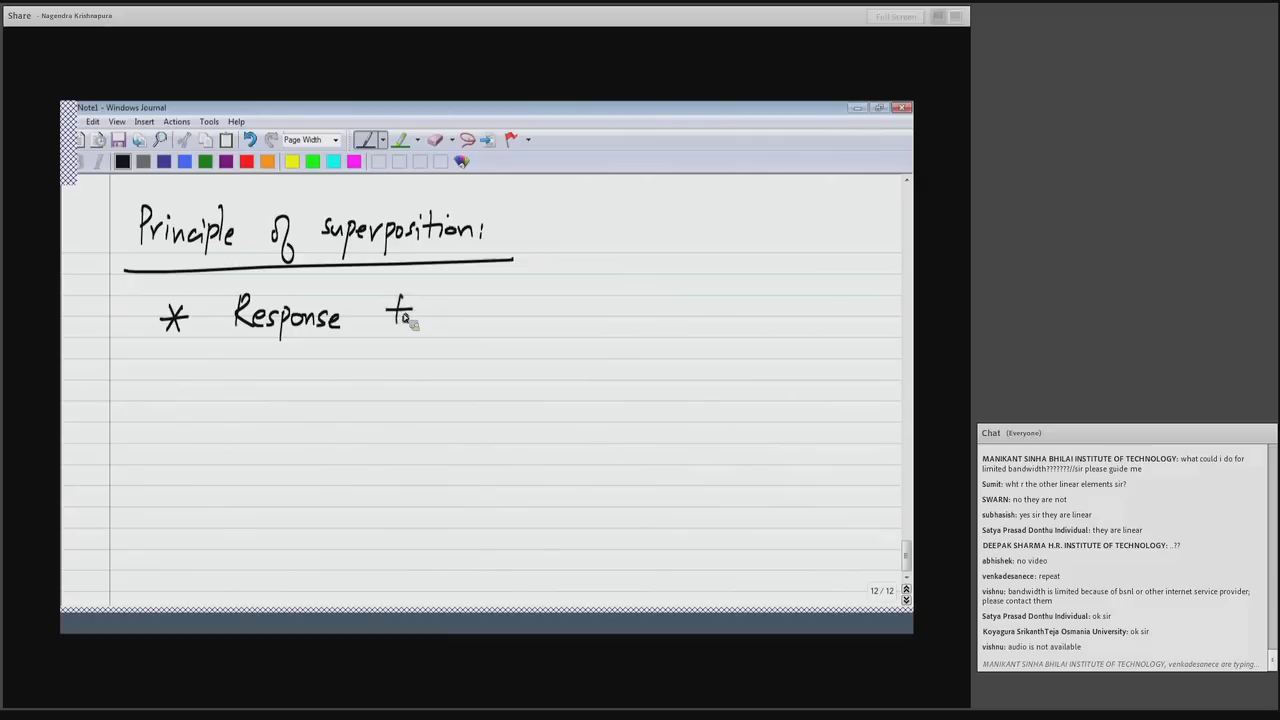 Share - Nagendra Krishnapura
Full screen
Note1 - Windows Journal
Edit View Insert Actions Tools Help
Page Width
Principle of superposition:
* Response to
12 / 12
Chat (Everyone)
MANIKANT SINHA BHILAI INSTITUTE OF TECHNOLOGY: what could i do for
limited bandwidth???????//sir please guide me
Sumit: wht r the other linear elements sir?
SWARN: no they are not
subhasish: yes sir they are linear
Satya Prasad Donthu Individual: they are linear
DEEPAK SHARMA H.R. INSTITUTE OF TECHNOLOGY: ..??
abhishek: no video
venkadesanece: repeat
vishnu: bandwidth is limited because of bsnl or other internet service provider;
please contact them
Satya Prasad Donthu Individual: ok sir
Koyagura SrikanthTeja Osmania University: ok sir
vishnu: audio is not available
MANIKANT SINHA BHILAI INSTITUTE OF TECHNOLOGY, venkadesanece are typing...